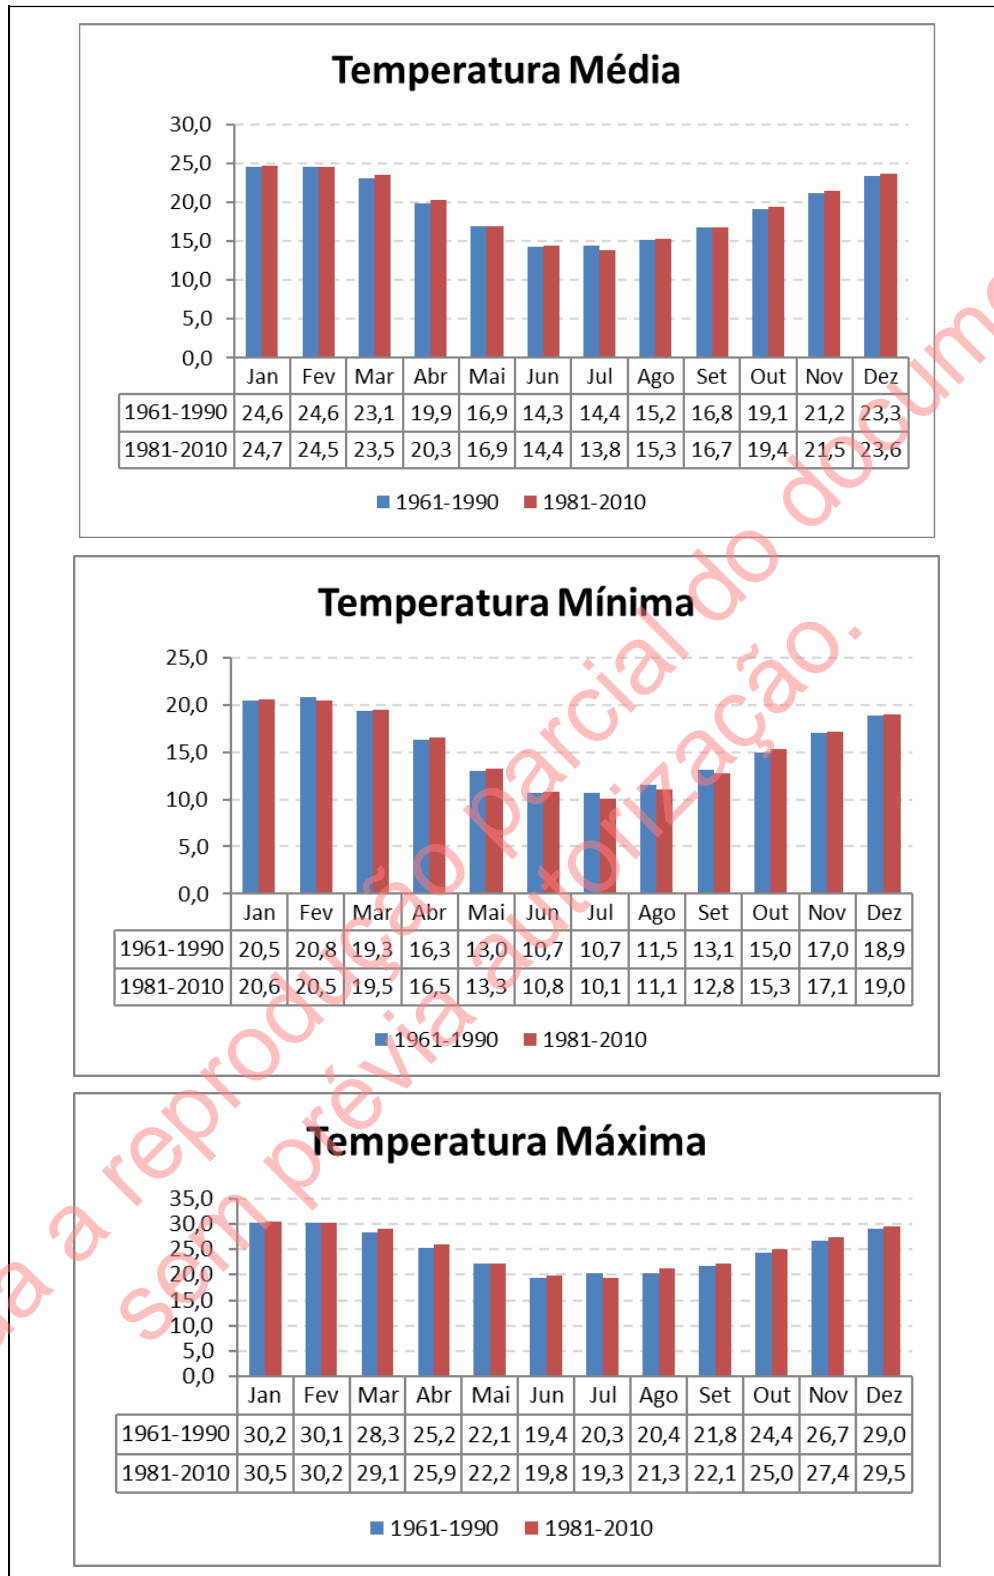 Temperatura Média
30,0
25,0
20,0
15,0
10,0
5,0
0,0
Jan Fev Mar Abr Mai Jun Jul Ago Set Out Nov Dez
1961-1990 24,6 24,6 23,1 19,9 16,9 14,3 14,4 15,2 16,8 19,1 21,2 23,3
1981-2010 24,7 24,5 23,5 20,3 16,9 14,4 13,8 15,3 16,7 19,4 21,5 23,6
1961-1990 1981-2010
Temperatura Mínima
25,0
20,0
15,0
10,0
5,0
0,0
Jan Fev Mar Abr Mai Jun Jul Ago Set Out Nov Dez
1961-1990 20,5 20,8 19,3 16,3 13,0 10,7 10,7 11,5 13,1 15,0 17,0 18,9
1981-2010 20,6 20,5 19,5 16,5 13,3 10,8 10,1 11,1 12,8 15,3 17,1 19,0
1961-1990 1981-2010
Temperatura Máxima
35,0
30,0
25,0
20,0
15,0
10,0
5,0
0,0
Jan Fev Mar Abr Mai Jun Jul Ago Set Out Nov Dez
1961-1990 30,2 30,1 28,3 25,2 22,1 19,4 20,3 20,4 21,8 24,4 26,7 29,0
1981-2010 30,5 30,2 29,1 25,9 22,2 19,8 19,3 21,3 22,1 25,0 27,4 29,5
1961-1990 1981-2010
a reprodução parcial do
sem prévia autorização.